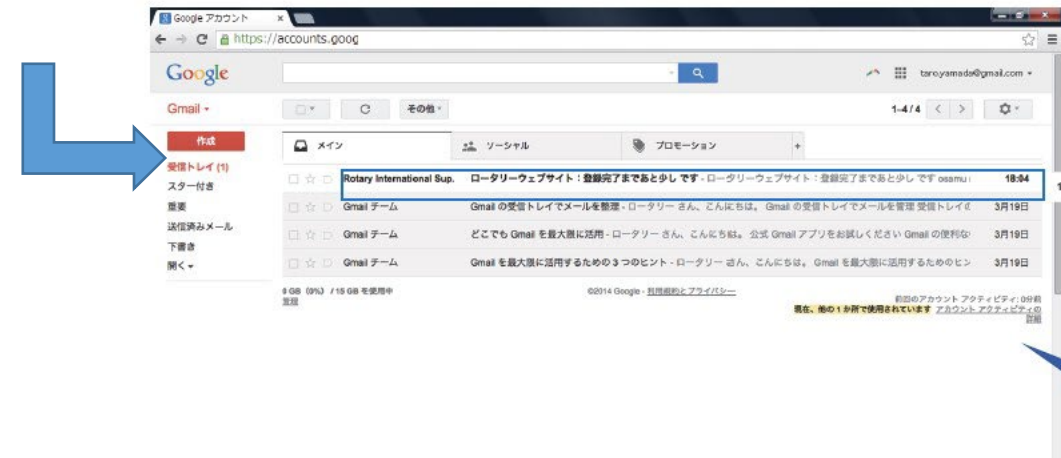 Google アカウント
https://accounts.goog
Google
taro.yamada@gmail.com
Gmail
その他
1-4/4
作成
メイン
ソーシャル
プロモーション
+
受信トレイ (1)
Rotary International Sup. ロータリーウェブサイト：登録完了まであと少し です - ロータリーウェブサイト：登録完了まであと少し です osamu 18:04
スター付き
重要
Gmail チーム Gmail の受信トレイでメールを整理 - ロータリー さん、こんにちは。 Gmail の受信トレイでメールを管理 受信トレイの 3月19日
送信済みメール
Gmail チーム どこでも Gmail を最大限に活用 - ロータリー さん、こんにちは。 公式 Gmail アプリをお試しください Gmail の便利な 3月19日
下書き
開く
Gmail チーム Gmail を最大限に活用するための 3 つのヒント - ロータリー さん、こんにちは。 Gmail を最大限に活用するためのヒン 3月19日
0 GB（0%）/ 15 GB を使用中
管理
©2014 Google - 利用規約とプライバシー
前回のアカウント アクティビティ: 0分前
現在、他の 1 か所で使用されています アカウント アクティビティの
詳細